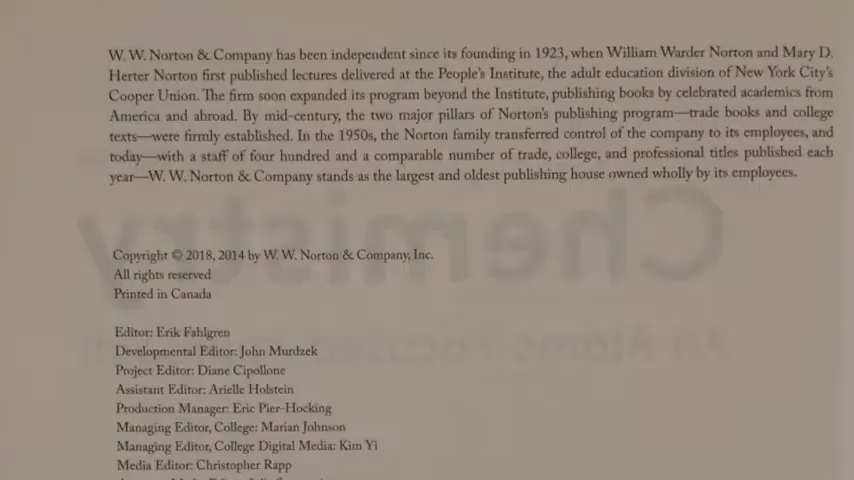 W. W. Norton & Company has been independent since its founding in 1923, when William Warder Norton and Mary D.
Herter Norton first published lectures delivered at the People's Institute, the adult education division of New York City's
Cooper Union. The firm soon expanded its program beyond the Institute, publishing books by celebrated academics from
America and abroad. By mid-century, the two major pillars of Norton's publishing program—trade books and college
texts—were firmly established. In the 1950s, the Norton family transferred control of the company to its employees, and
today—with a staff of four hundred and a comparable number of trade, college, and professional titles published each
year—W. W. Norton & Company stands as the largest and oldest publishing house owned wholly by its employees.
Chemistry
Copyright © 2018, 2014 by W. W. Norton & Company, Inc.
All rights reserved
Printed in Canada
Editor: Erik Fahlgren
Developmental Editor: John Murdzek
Project Editor: Diane Cipollone
Assistant Editor: Arielle Holstein
Production Manager: Eric Pier-Hocking
Managing Editor, College: Marian Johnson
Managing Editor, College Digital Media: Kim Yi
Media Editor: Christopher Rapp